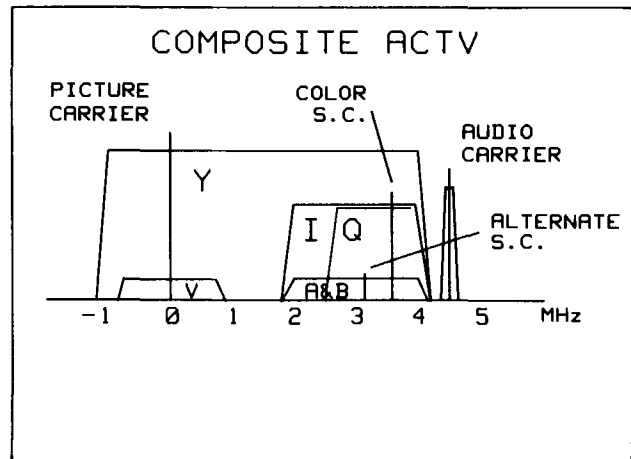 COMPOSITE ACTV
PICTURE
CARRIER
COLOR
S.C.
AUDIO
CARRIER
Y
I Q
ALTERNATE
S.C.
V
A&B
-1 0 1 2 3 4 5 MHz